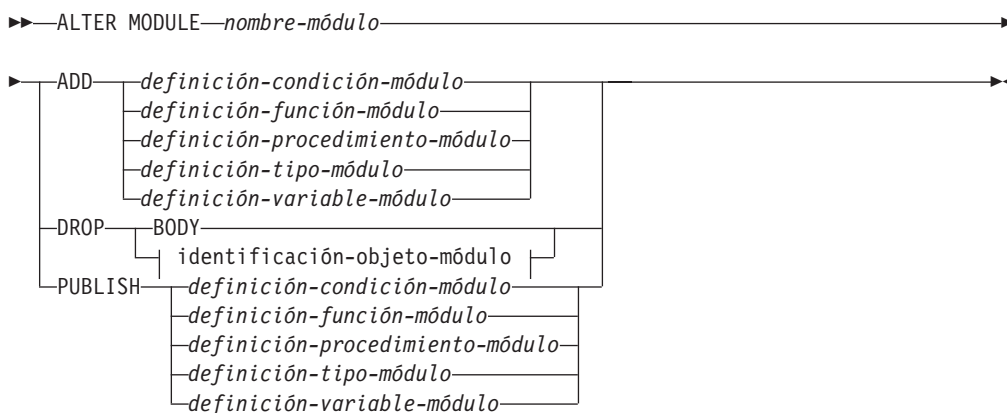 ALTER MODULE nombre-módulo
ADD definición-condición-módulo
definición-función-módulo
definición-procedimiento-módulo
definición-tipo-módulo
definición-variable-módulo
DROP BODY
identificación-objeto-módulo
PUBLISH definición-condición-módulo
definición-función-módulo
definición-procedimiento-módulo
definición-tipo-módulo
definición-variable-módulo